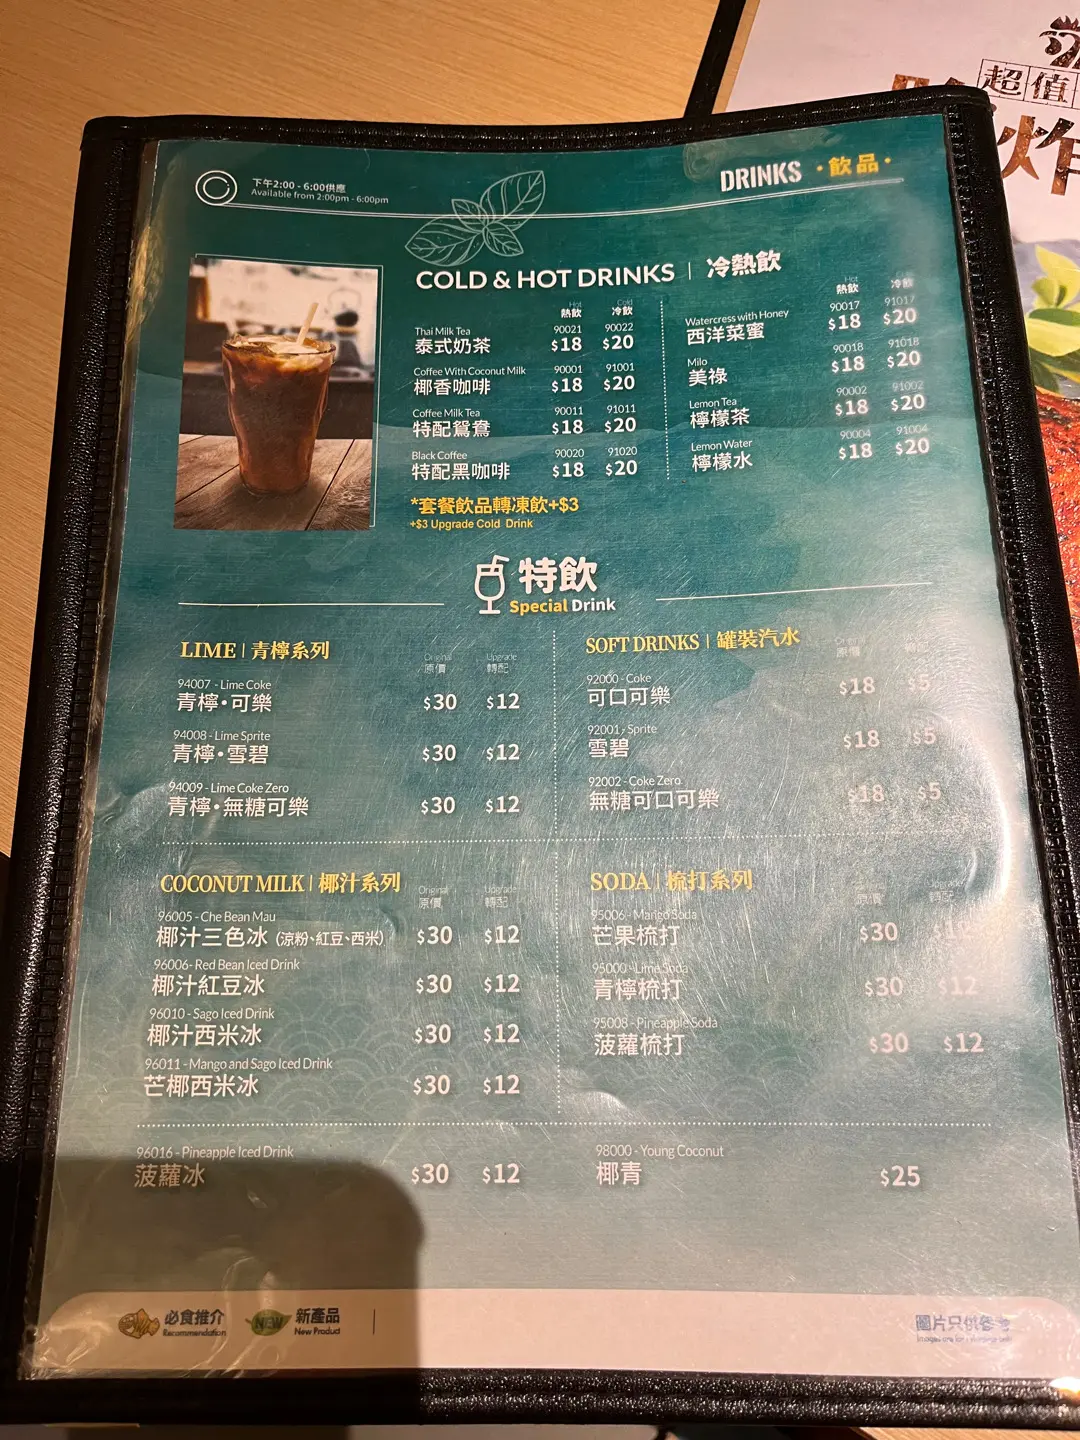 超值
炸
下午2:00 - 6:00供應
Available from 2:00pm - 6:00pm
DRINKS ·飲品·
COLD & HOT DRINKS | 冷熱飲
Hot Cold
熱飲 冷飲
Thai Milk Tea 90021 90022
泰式奶茶 $18 $20
Coffee With Coconut Milk 90001 91001
椰香咖啡 $18 $20
Coffee Milk Tea 90011 91011
特配鴛鴦 $18 $20
Black Coffee 90020 91020
特配黑咖啡 $18 $20
*套餐飲品轉凍飲+$3
+$3 Upgrade Cold Drink
Hot
熱飲 冷飲
Watercress with Honey 90017 91017
西洋菜蜜 $18 $20
Milo 90018 91018
美祿 $18 $20
Lemon Tea 90002 91002
檸檬茶 $18 $20
Lemon Water 90004 91004
檸檬水 $18 $20
特飲
Special Drink
LIME | 青檸系列
Original Upgrade
原價 轉配
94007 - Lime Coke
青檸·可樂 $30 $12
94008 - Lime Sprite
青檸·雪碧 $30 $12
94009 - Lime Coke Zero
青檸·無糖可樂 $30 $12
SOFT DRINKS | 罐裝汽水
Original
原價 轉配
92000 - Coke
可口可樂 $18 $5
92001 - Sprite
雪碧 $18 $5
92002 - Coke Zero
無糖可口可樂 $18 $5
COCONUT MILK | 椰汁系列
Original Upgrade
原價 轉配
96005 - Che Bean Mau
椰汁三色冰 (涼粉、紅豆、西米) $30 $12
96006- Red Bean Iced Drink
椰汁紅豆冰 $30 $12
96010 - Sago Iced Drink
椰汁西米冰 $30 $12
96011 - Mango and Sago Iced Drink
芒椰西米冰 $30 $12
SODA | 梳打系列
Upgrade
原價 轉配
95006 - Mango Soda
芒果梳打 $30
95000 - Lime Soda
青檸梳打 $30 $12
95008 - Pineapple Soda
菠蘿梳打 $30 $12
96016 - Pineapple Iced Drink
菠蘿冰 $30 $12
98000 - Young Coconut
椰青 $25
必食推介
Recommendation
NEW
新產品
New Product
圖片只供參考
Images are for